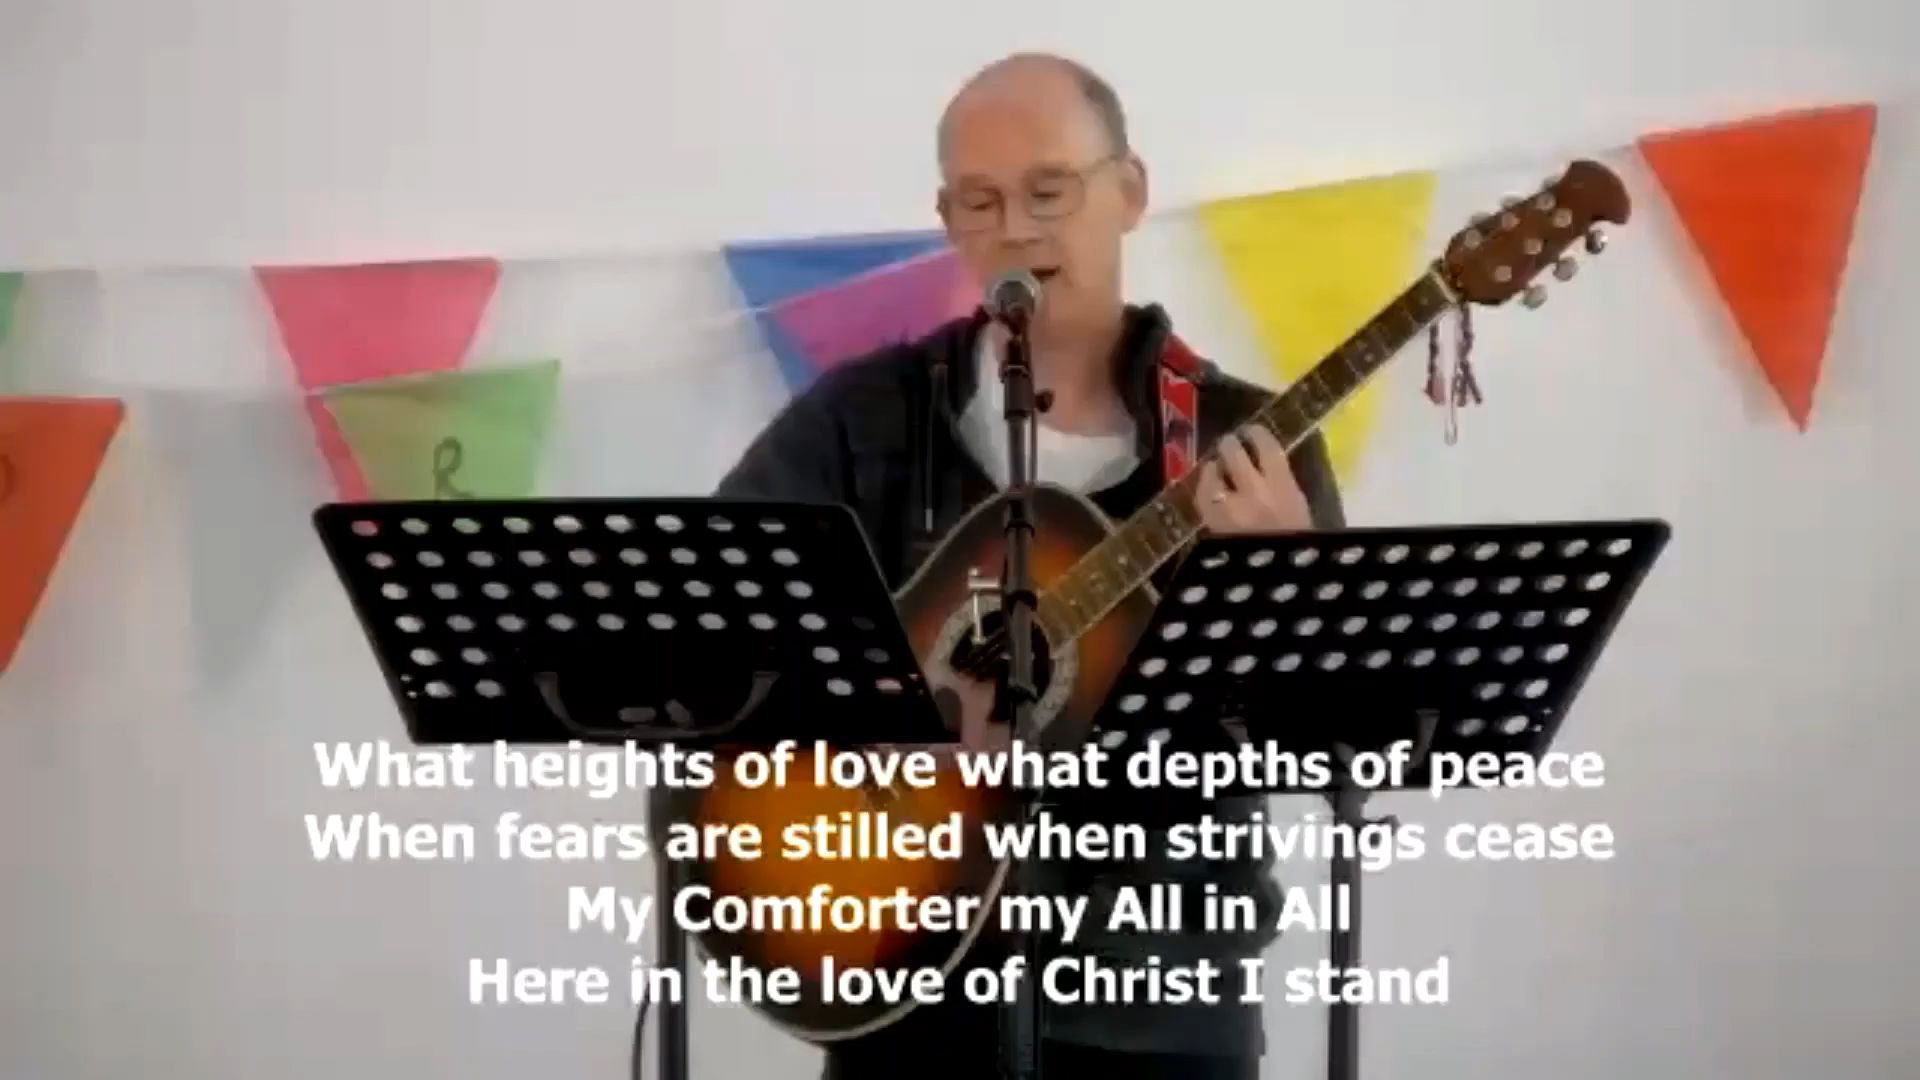 R
What heights of love what depths of peace
When fears are stilled when strivings cease
My Comforter my All in All
Here in the love of Christ I stand